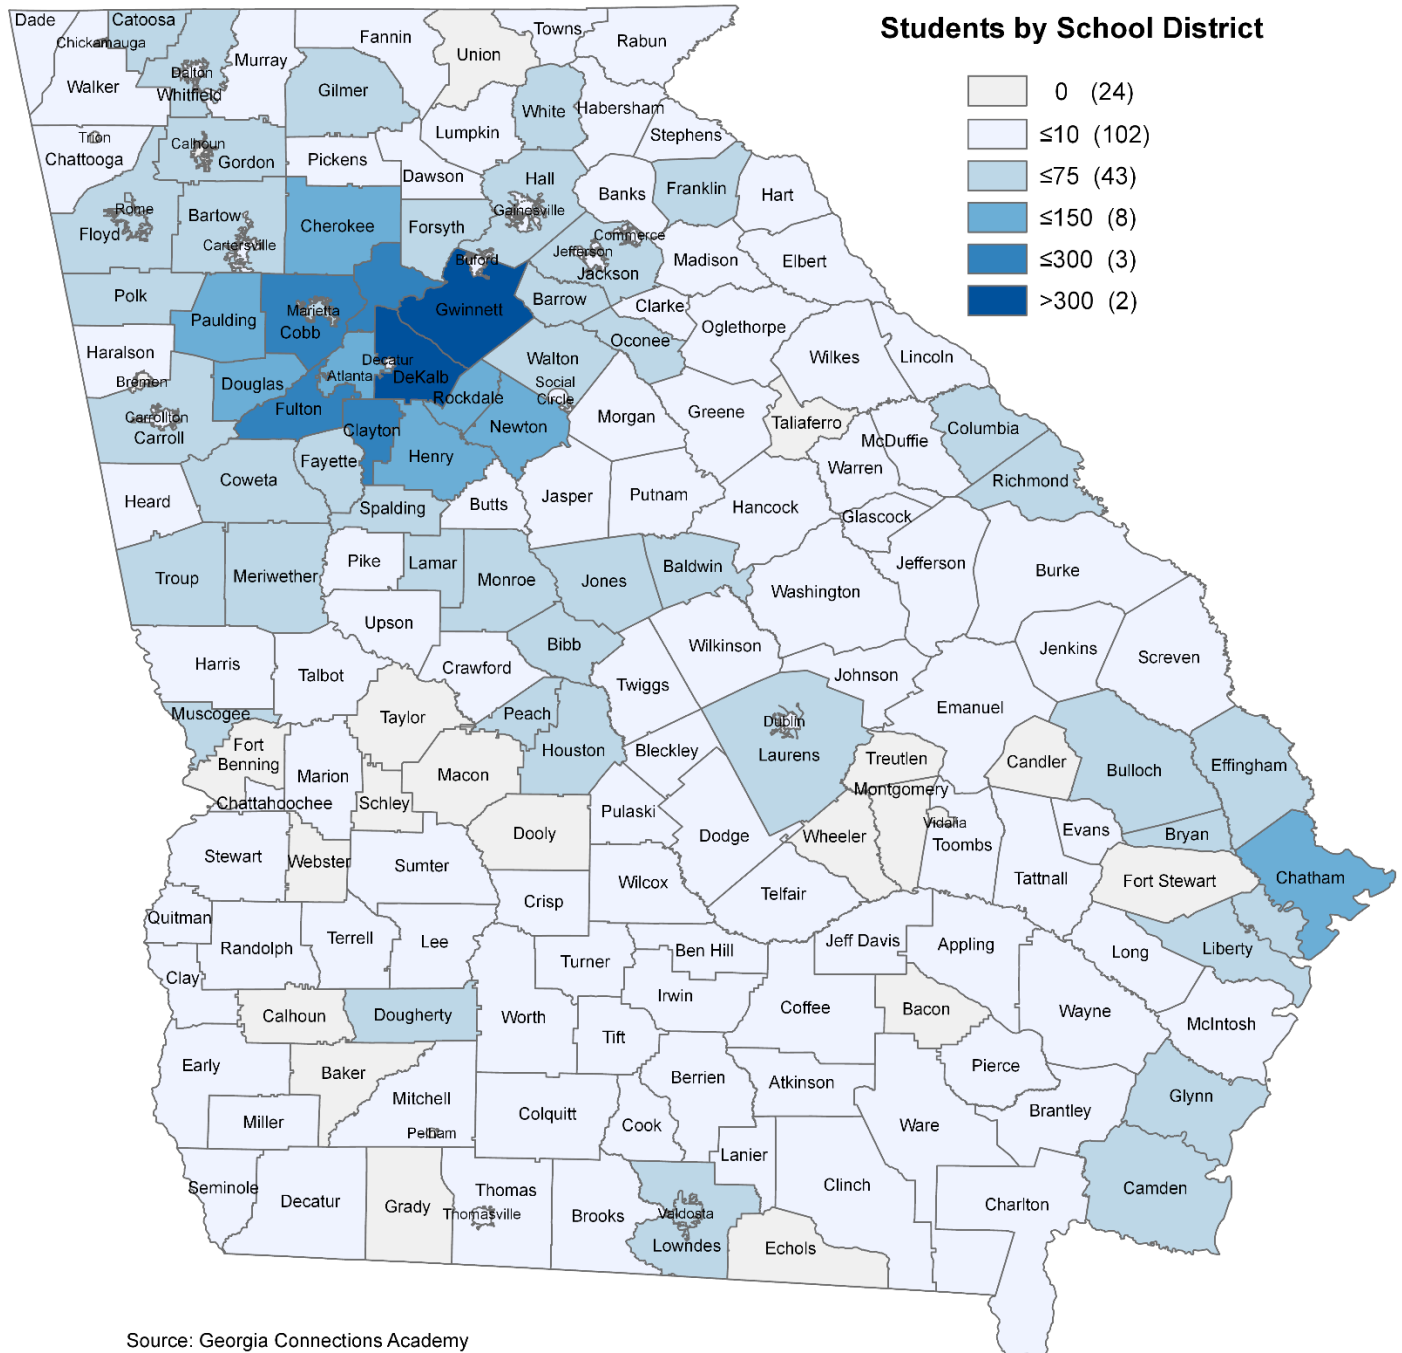 Students by School District
0 (24)
≤10 (102)
≤75 (43)
≤150 (8)
≤300 (3)
>300 (2)
Dade
Catoosa
Chickamauga
Fannin
Union
Towns
Rabun
Walker
Dalton
Whitfield
Murray
Gilmer
White
Habersham
Lumpkin
Stephens
Trion
Chattooga
Calhoun
Gordon
Pickens
Dawson
Hall
Banks
Franklin
Hart
Rome
Floyd
Bartow
Cartersville
Cherokee
Forsyth
Gainesville
Commerce
Jefferson
Jackson
Madison
Elbert
Buford
Polk
Paulding
Marietta
Cobb
Gwinnett
Barrow
Clarke
Oglethorpe
Oconee
Wilkes
Lincoln
Haralson
Bremen
Douglas
Decatur
Atlanta
DeKalb
Rockdale
Walton
Social
Circle
Carrollton
Carroll
Fulton
Clayton
Newton
Morgan
Greene
Taliaferro
McDuffie
Columbia
Heard
Coweta
Fayette
Henry
Warren
Richmond
Spalding
Butts
Jasper
Putnam
Hancock
Glascock
Troup
Meriwether
Pike
Lamar
Monroe
Jones
Baldwin
Washington
Jefferson
Burke
Upson
Harris
Talbot
Crawford
Bibb
Twiggs
Wilkinson
Johnson
Jenkins
Screven
Muscogee
Fort
Benning
Taylor
Peach
Houston
Bleckley
Dublin
Laurens
Emanuel
Treutlen
Candler
Bulloch
Effingham
Marion
Chattahoochee
Schley
Macon
Pulaski
Montgomery
Dooly
Dodge
Wheeler
Vidalia
Toombs
Evans
Bryan
Stewart
Webster
Sumter
Wilcox
Telfair
Tattnall
Fort Stewart
Chatham
Quitman
Crisp
Randolph
Terrell
Lee
Turner
Ben Hill
Jeff Davis
Appling
Long
Liberty
Clay
Irwin
Calhoun
Dougherty
Worth
Tift
Coffee
Bacon
Wayne
McIntosh
Early
Baker
Mitchell
Berrien
Atkinson
Pierce
Glynn
Miller
Pelham
Colquitt
Cook
Lanier
Ware
Brantley
Seminole
Decatur
Grady
Thomas
Thomasville
Brooks
Valdosta
Lowndes
Echols
Clinch
Charlton
Camden
Source: Georgia Connections Academy